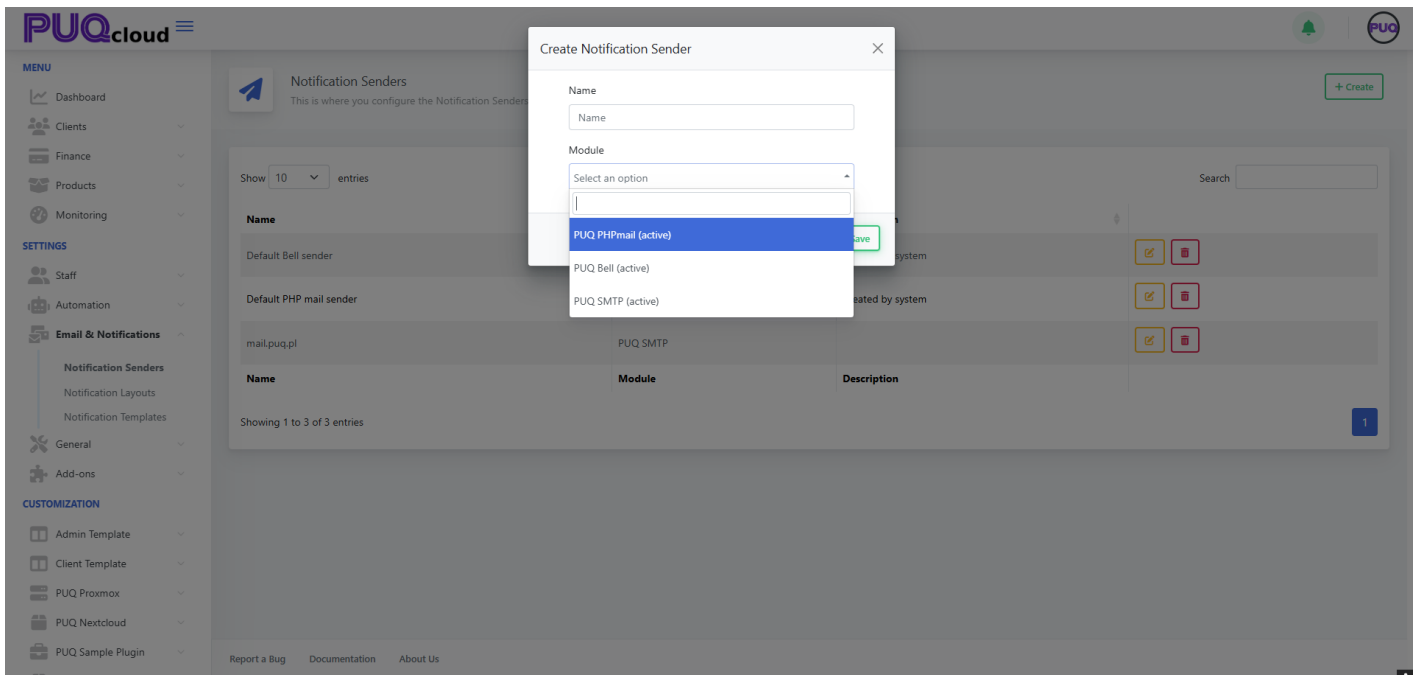 PUQcloud
PUQ
MENU
Dashboard
Clients
Finance
Products
Monitoring
SETTINGS
Staff
Automation
Email & Notifications
Notification Senders
Notification Layouts
Notification Templates
General
Add-ons
CUSTOMIZATION
Admin Template
Client Template
PUQ Proxmox
PUQ Nextcloud
PUQ Sample Plugin
Notification Senders
This is where you configure the Notification Senders
+ Create
Create Notification Sender
Name
Name
Module
Select an option
PUQ PHPmail (active)
PUQ Bell (active)
PUQ SMTP (active)
Show 10 entries
Search
Name
Default Bell sender system
Default PHP mail sender by system
mail.puq.pl PUQ SMTP
Name Module Description
Showing 1 to 3 of 3 entries
1
Report a Bug Documentation About Us